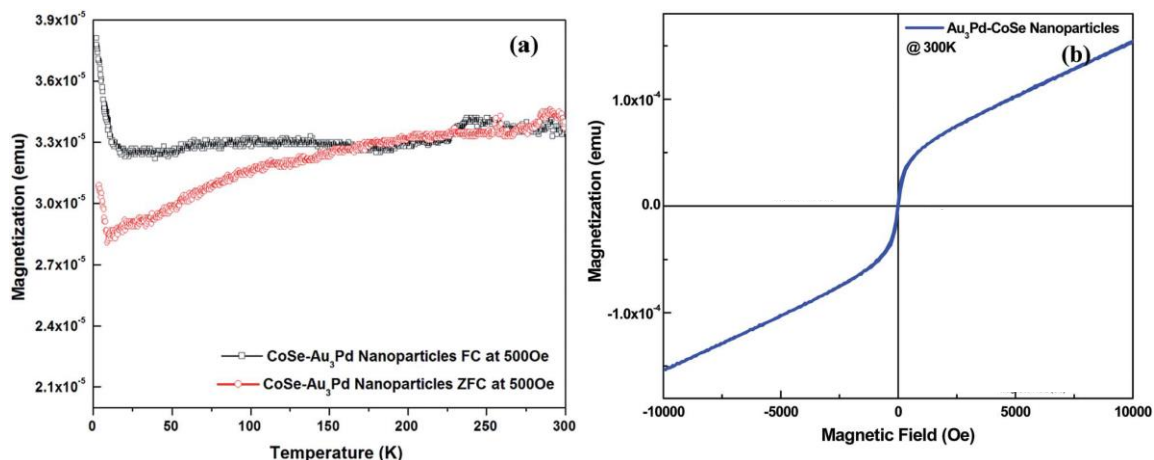 3.9x10⁻⁵
3.6x10⁻⁵
3.3x10⁻⁵
3.0x10⁻⁵
2.7x10⁻⁵
2.4x10⁻⁵
2.1x10⁻⁵
Magnetization (emu)
(a)
CoSe-Au₃Pd Nanoparticles FC at 500Oe
CoSe-Au₃Pd Nanoparticles ZFC at 500Oe
0 50 100 150 200 250 300
Temperature (K)
Au₃Pd-CoSe Nanoparticles
@ 300K
(b)
1.0x10⁻⁴
0.0
-1.0x10⁻⁴
Magnetization (emu)
-10000 -5000 0 5000 10000
Magnetic Field (Oe)